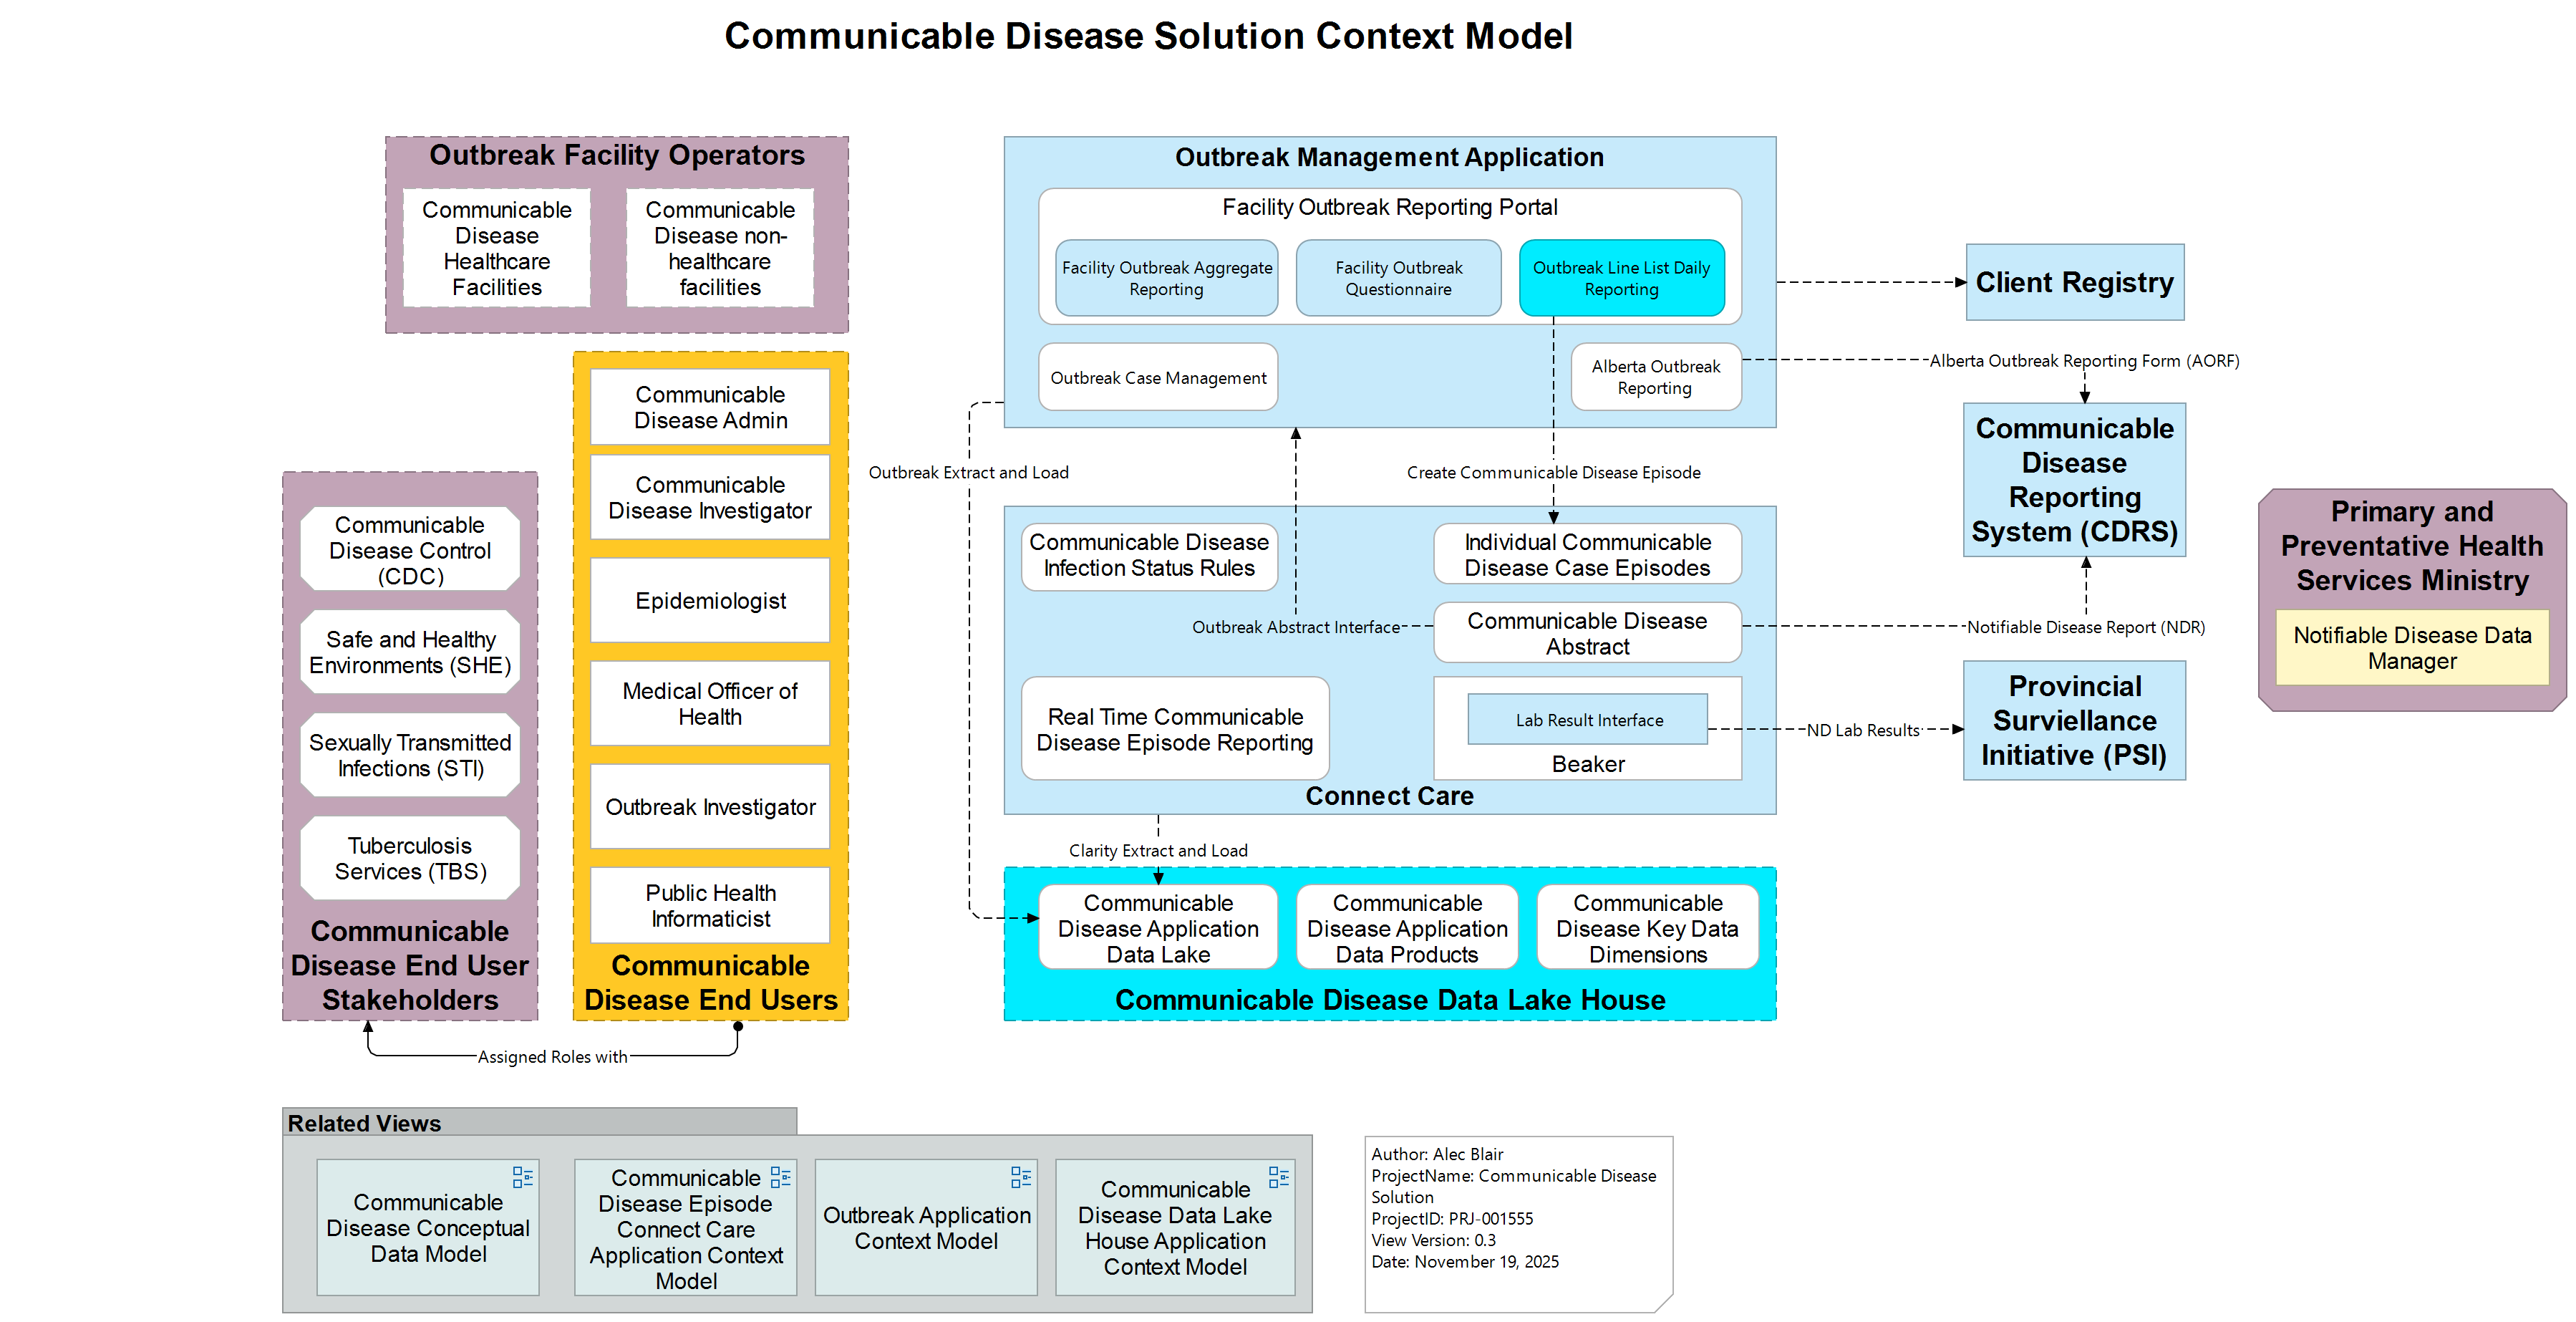 Communicable Disease Solution Context Model
Outbreak Facility Operators
Communicable
Disease
Healthcare
Facilities
Communicable
Disease non-
healthcare
facilities
Communicable
Disease Control
(CDC)
Safe and Healthy
Environments (SHE)
Sexually Transmitted
Infections (STI)
Tuberculosis
Services (TBS)
Communicable
Disease End User
Stakeholders
Communicable
Disease Admin
Communicable
Disease Investigator
Epidemiologist
Medical Officer of
Health
Outbreak Investigator
Public Health
Informaticist
Communicable
Disease End Users
Assigned Roles with
Outbreak Management Application
Facility Outbreak Reporting Portal
Facility Outbreak Aggregate
Reporting
Facility Outbreak
Questionnaire
Outbreak Line List Daily
Reporting
Outbreak Case Management
Alberta Outbreak
Reporting
Outbreak Extract and Load
Create Communicable Disease Episode
Communicable Disease
Infection Status Rules
Individual Communicable
Disease Case Episodes
Outbreak Abstract Interface
Communicable Disease
Abstract
Real Time Communicable
Disease Episode Reporting
Lab Result Interface
Beaker
Connect Care
Clarity Extract and Load
Communicable
Disease Application
Data Lake
Communicable
Disease Application
Data Products
Communicable
Disease Key Data
Dimensions
Communicable Disease Data Lake House
Client Registry
Alberta Outbreak Reporting Form (AORF)
Communicable
Disease
Reporting
System (CDRS)
Notifiable Disease Report (NDR)
ND Lab Results
Provincial
Surviellance
Initiative (PSI)
Primary and
Preventative Health
Services Ministry
Notifiable Disease Data
Manager
Related Views
Communicable
Disease Conceptual
Data Model
Communicable
Disease Episode
Connect Care
Application Context
Model
Outbreak Application
Context Model
Communicable
Disease Data Lake
House Application
Context Model
Author: Alec Blair
ProjectName: Communicable Disease
Solution
ProjectID: PRJ-001555
View Version: 0.3
Date: November 19, 2025